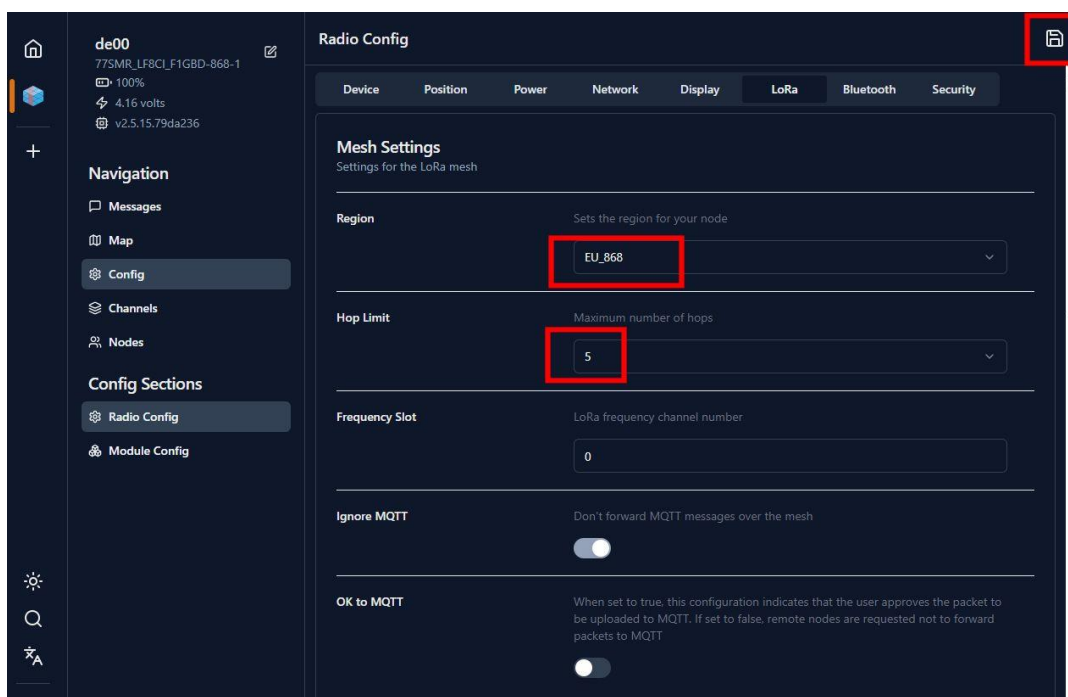 de00
77SMR_LF8CI_F1GBD-868-1
100%
4.16 volts
v2.5.15.79da236
Navigation
Messages
Map
Config
Channels
Nodes
Config Sections
Radio Config
Module Config
Radio Config
Device Position Power Network Display LoRa Bluetooth Security
Mesh Settings
Settings for the LoRa mesh
Region
Sets the region for your node
EU_868
Hop Limit
Maximum number of hops
5
Frequency Slot
LoRa frequency channel number
0
Ignore MQTT
Don't forward MQTT messages over the mesh
OK to MQTT
When set to true, this configuration indicates that the user approves the packet to
be uploaded to MQTT. If set to false, remote nodes are requested not to forward
packets to MQTT